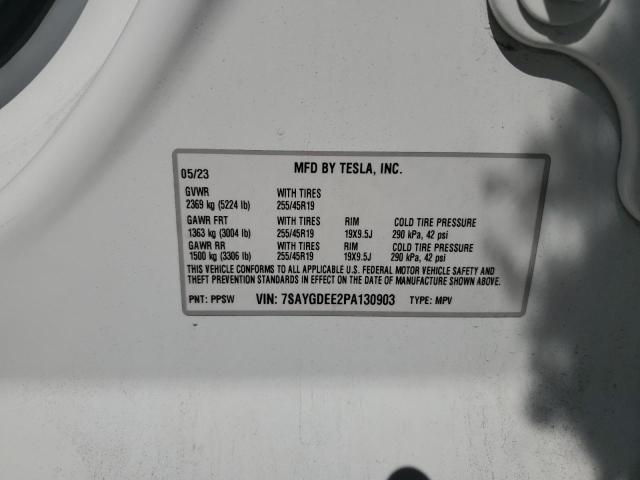 05/23 MFD BY TESLA, INC.
GVWR WITH TIRES
2369 kg (5224 lb) 255/45R19
GAWR FRT WITH TIRES RIM COLD TIRE PRESSURE
1363 kg (3004 lb) 255/45R19 19X9.5J 290 kPa, 42 psi
GAWR RR WITH TIRES RIM COLD TIRE PRESSURE
1500 kg (3306 lb) 255/45R19 19X9.5J 290 kPa, 42 psi
THIS VEHICLE CONFORMS TO ALL APPLICABLE U.S. FEDERAL MOTOR VEHICLE SAFETY AND
THEFT PREVENTION STANDARDS IN EFFECT ON THE DATE OF MANUFACTURE SHOWN ABOVE.
PNT: PPSW VIN: 7SAYGDEE2PA130903 TYPE: MPV